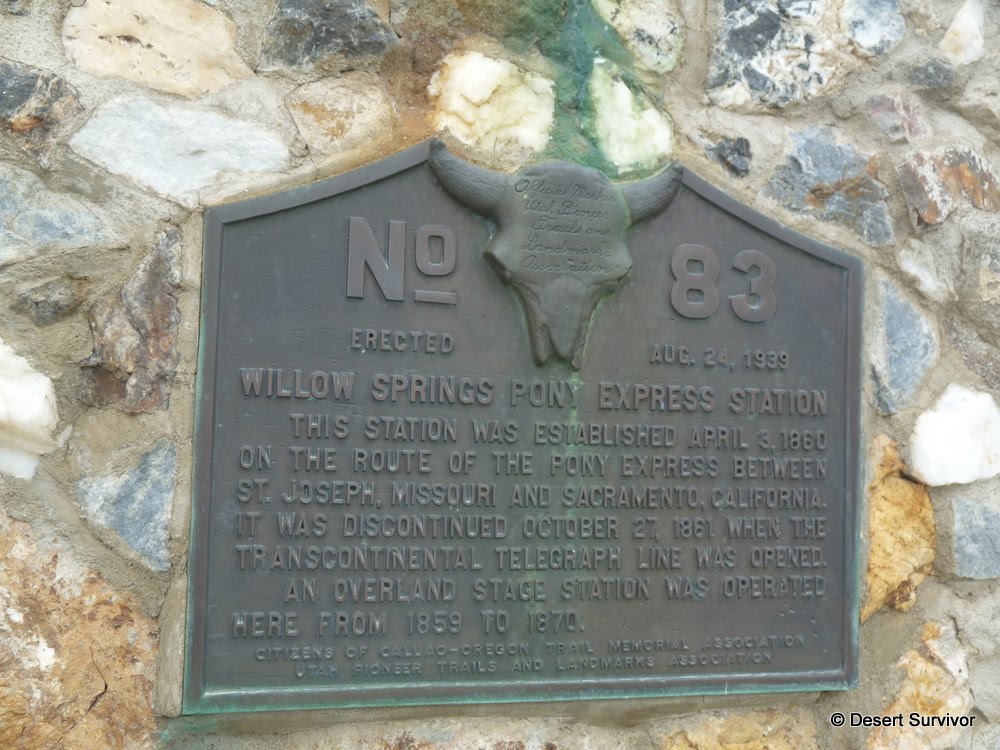 Official Marker
Utah Pioneer
Trails and
Landmarks
Association
No 83
ERECTED AUG. 24, 1939
WILLOW SPRINGS PONY EXPRESS STATION
THIS STATION WAS ESTABLISHED APRIL 3, 1860
ON THE ROUTE OF THE PONY EXPRESS BETWEEN
ST. JOSEPH, MISSOURI AND SACRAMENTO, CALIFORNIA.
IT WAS DISCONTINUED OCTOBER 27, 1861 WHEN THE
TRANSCONTINENTAL TELEGRAPH LINE WAS OPENED.
AN OVERLAND STAGE STATION WAS OPERATED
HERE FROM 1859 TO 1870.
CITIZENS OF CALLAO-OREGON TRAIL MEMORIAL ASSOCIATION
UTAH PIONEER TRAILS AND LANDMARKS ASSOCIATION
© Desert Survivor